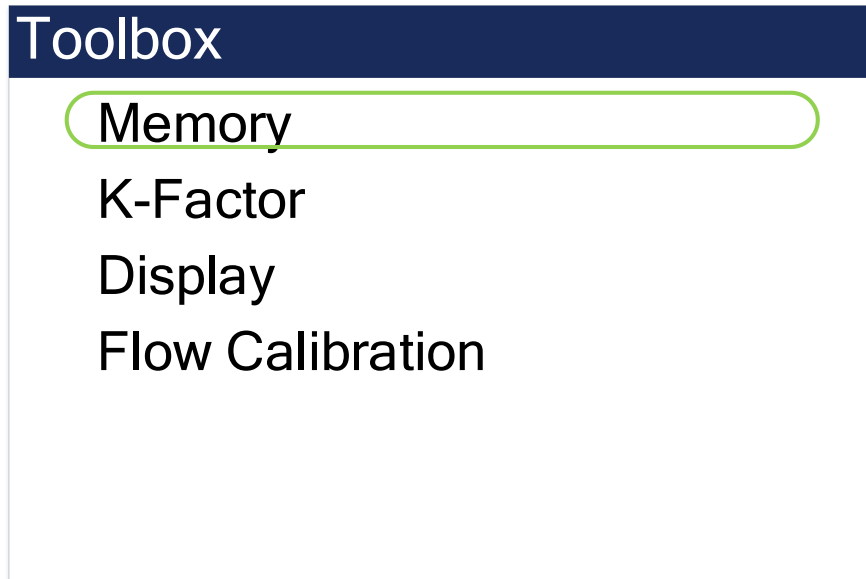 Toolbox
Memory
K-Factor
Display
Flow Calibration